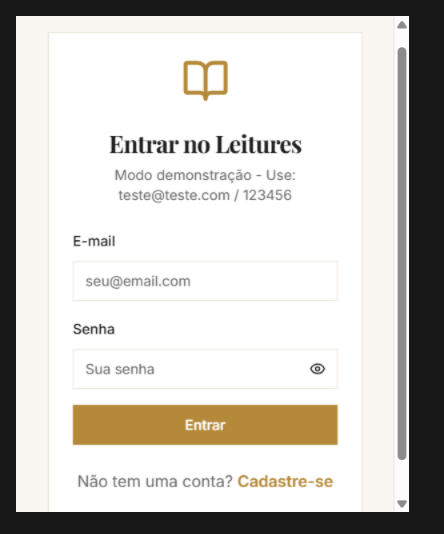 Entrar no Leitures
Modo demonstração - Use:
teste@teste.com / 123456
E-mail
seu@email.com
Senha
Sua senha
Entrar
Não tem uma conta? Cadastre-se